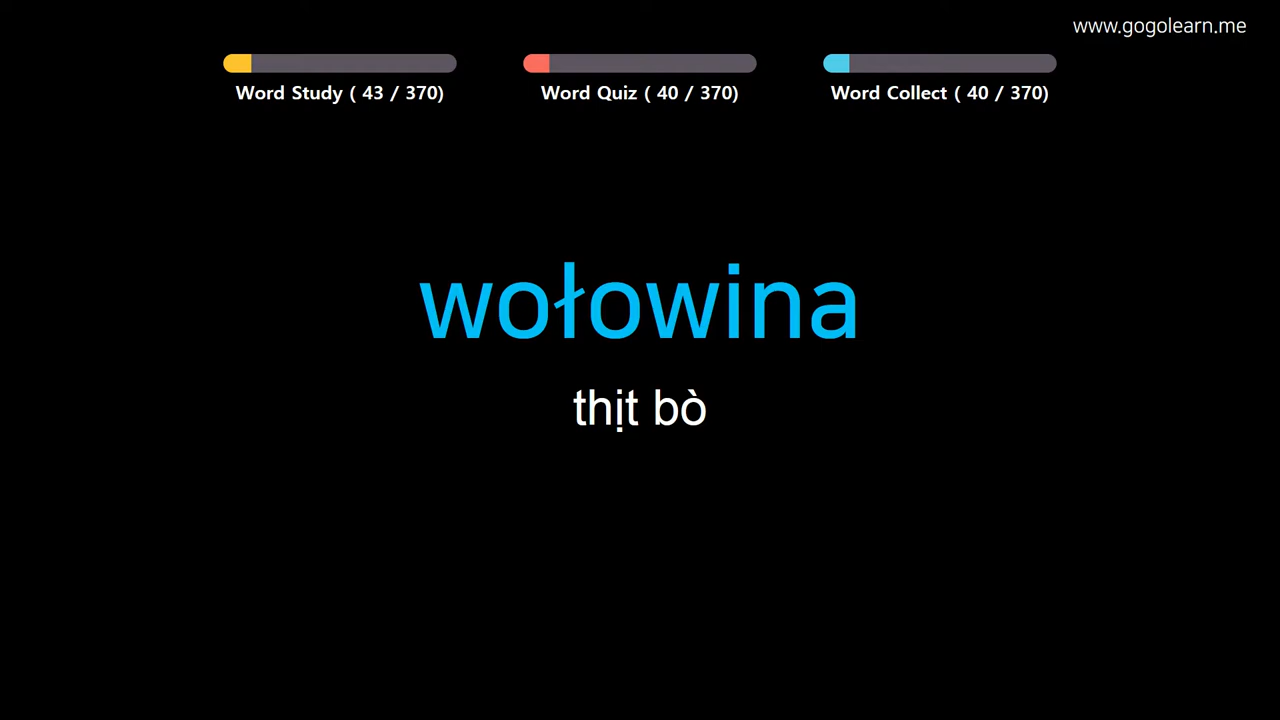 www.gogolearn.me
Word Study ( 43 / 370)
Word Quiz ( 40 / 370)
Word Collect ( 40 / 370)
wołowina
thịt bò